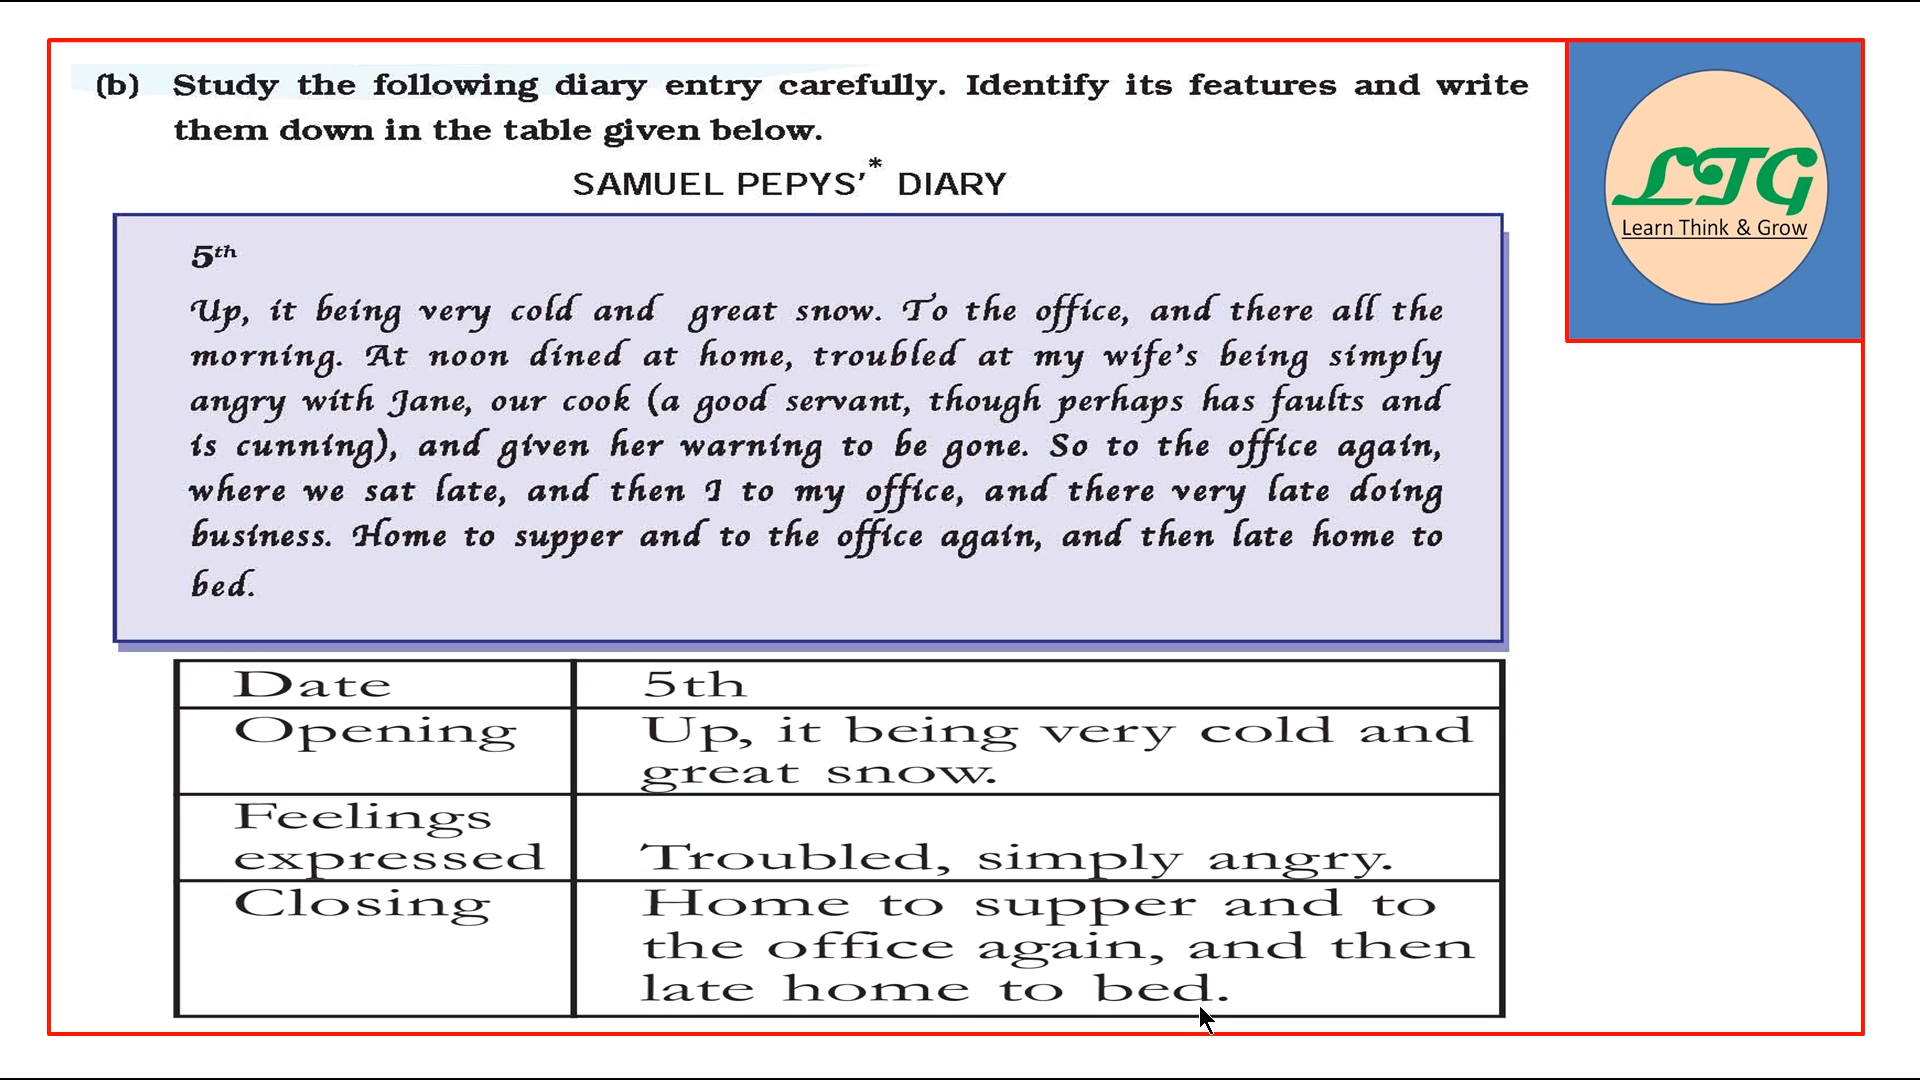 (b) Study the following diary entry carefully. Identify its features and write
them down in the table given below.
SAMUEL PEPYS'* DIARY
5th
Up, it being very cold and great snow. To the office, and there all the
morning. At noon dined at home, troubled at my wife's being simply
angry with Jane, our cook (a good servant, though perhaps has faults and
is cunning), and given her warning to be gone. So to the office again,
where we sat late, and then I to my office, and there very late doing
business. Home to supper and to the office again, and then late home to
bed.
Date 5th
Opening Up, it being very cold and
great snow.
Feelings
expressed Troubled, simply angry.
Closing Home to supper and to
the office again, and then
late home to bed.
LTG
Learn Think & Grow